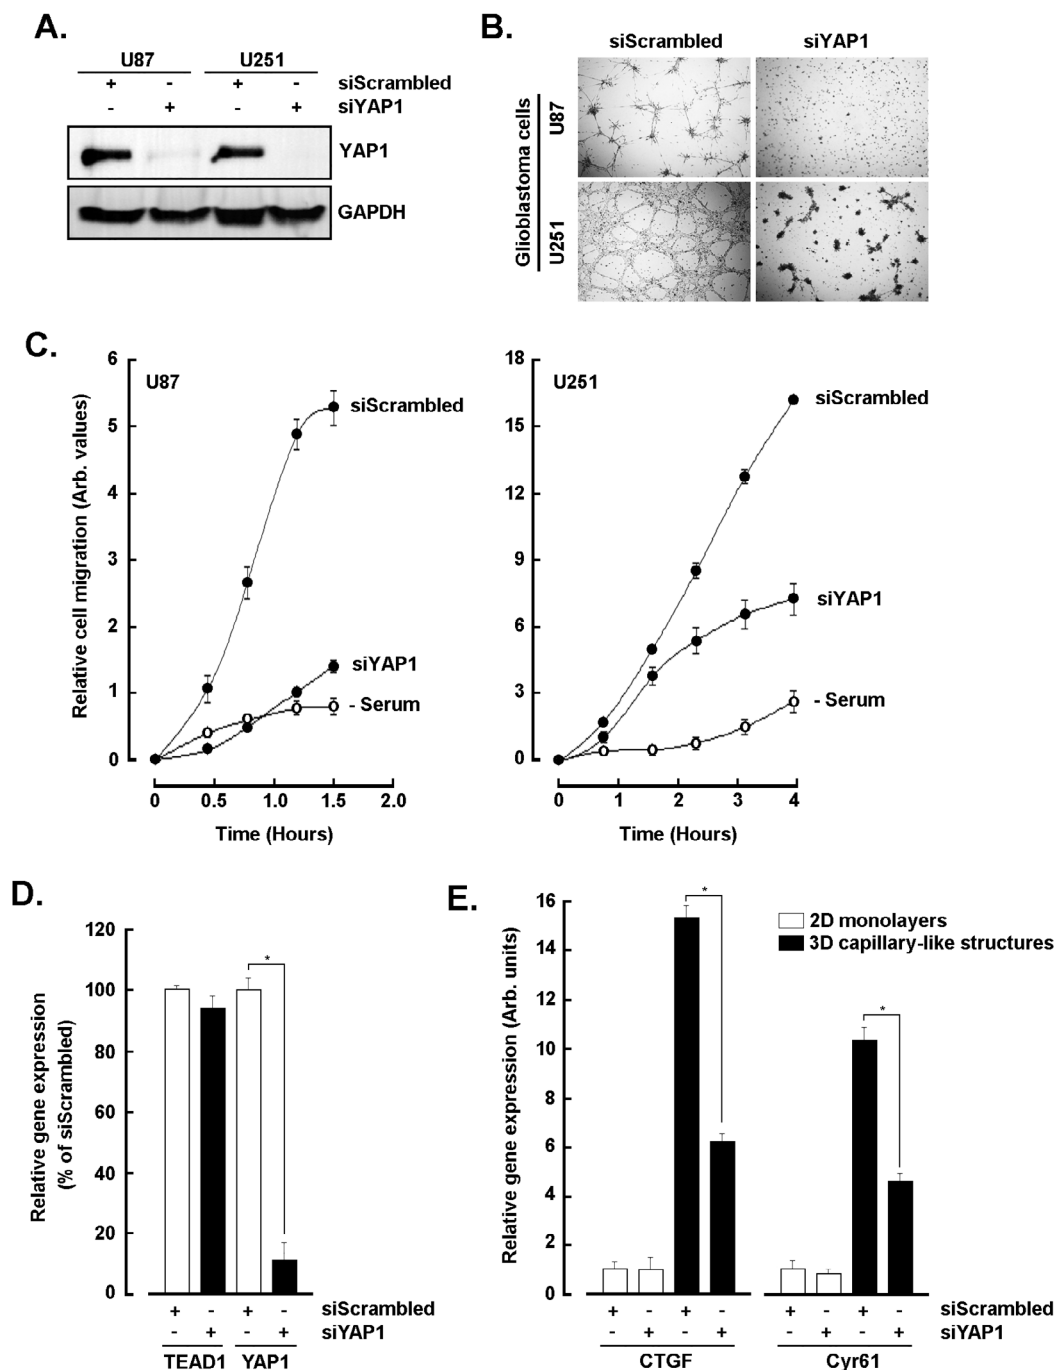 A.
U87 U251
+ - + - siScrambled
- + - + siYAP1
YAP1
GAPDH
B.
siScrambled siYAP1
Glioblastoma cells
U87
U251
C.
Relative cell migration (Arb. values)
6
5
4
3
2
1
0
U87
siScrambled
siYAP1
- Serum
0 0.5 1.0 1.5 2.0
Time (Hours)
18
15
12
9
6
3
0
U251
siScrambled
siYAP1
- Serum
0 1 2 3 4
Time (Hours)
D.
Relative gene expression
(% of siScrambled)
120
100
80
60
40
20
0
*
+ - + - siScrambled
- + - + siYAP1
TEAD1 YAP1
E.
Relative gene expression (Arb. units)
16
14
12
10
8
6
4
2
0
* *
2D monolayers
3D capillary-like structures
+ - + - + - + - siScrambled
- + - + - + - + siYAP1
CTGF Cyr61